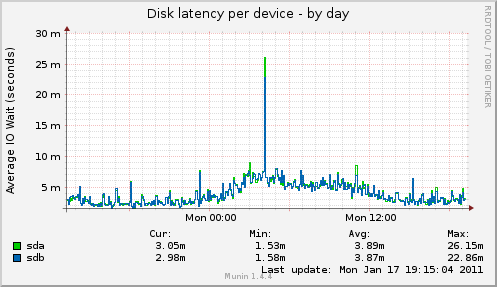 Disk latency per device - by day
RRDTOOL / TOBI OETIKER
Average IO Wait (seconds)
30 m
25 m
20 m
15 m
10 m
5 m
Mon 00:00 Mon 12:00
Cur: Min: Avg: Max:
sda 3.05m 1.53m 3.89m 26.15m
sdb 2.98m 1.58m 3.87m 22.86m
Last update: Mon Jan 17 19:15:04 2011
Munin 1.4.4